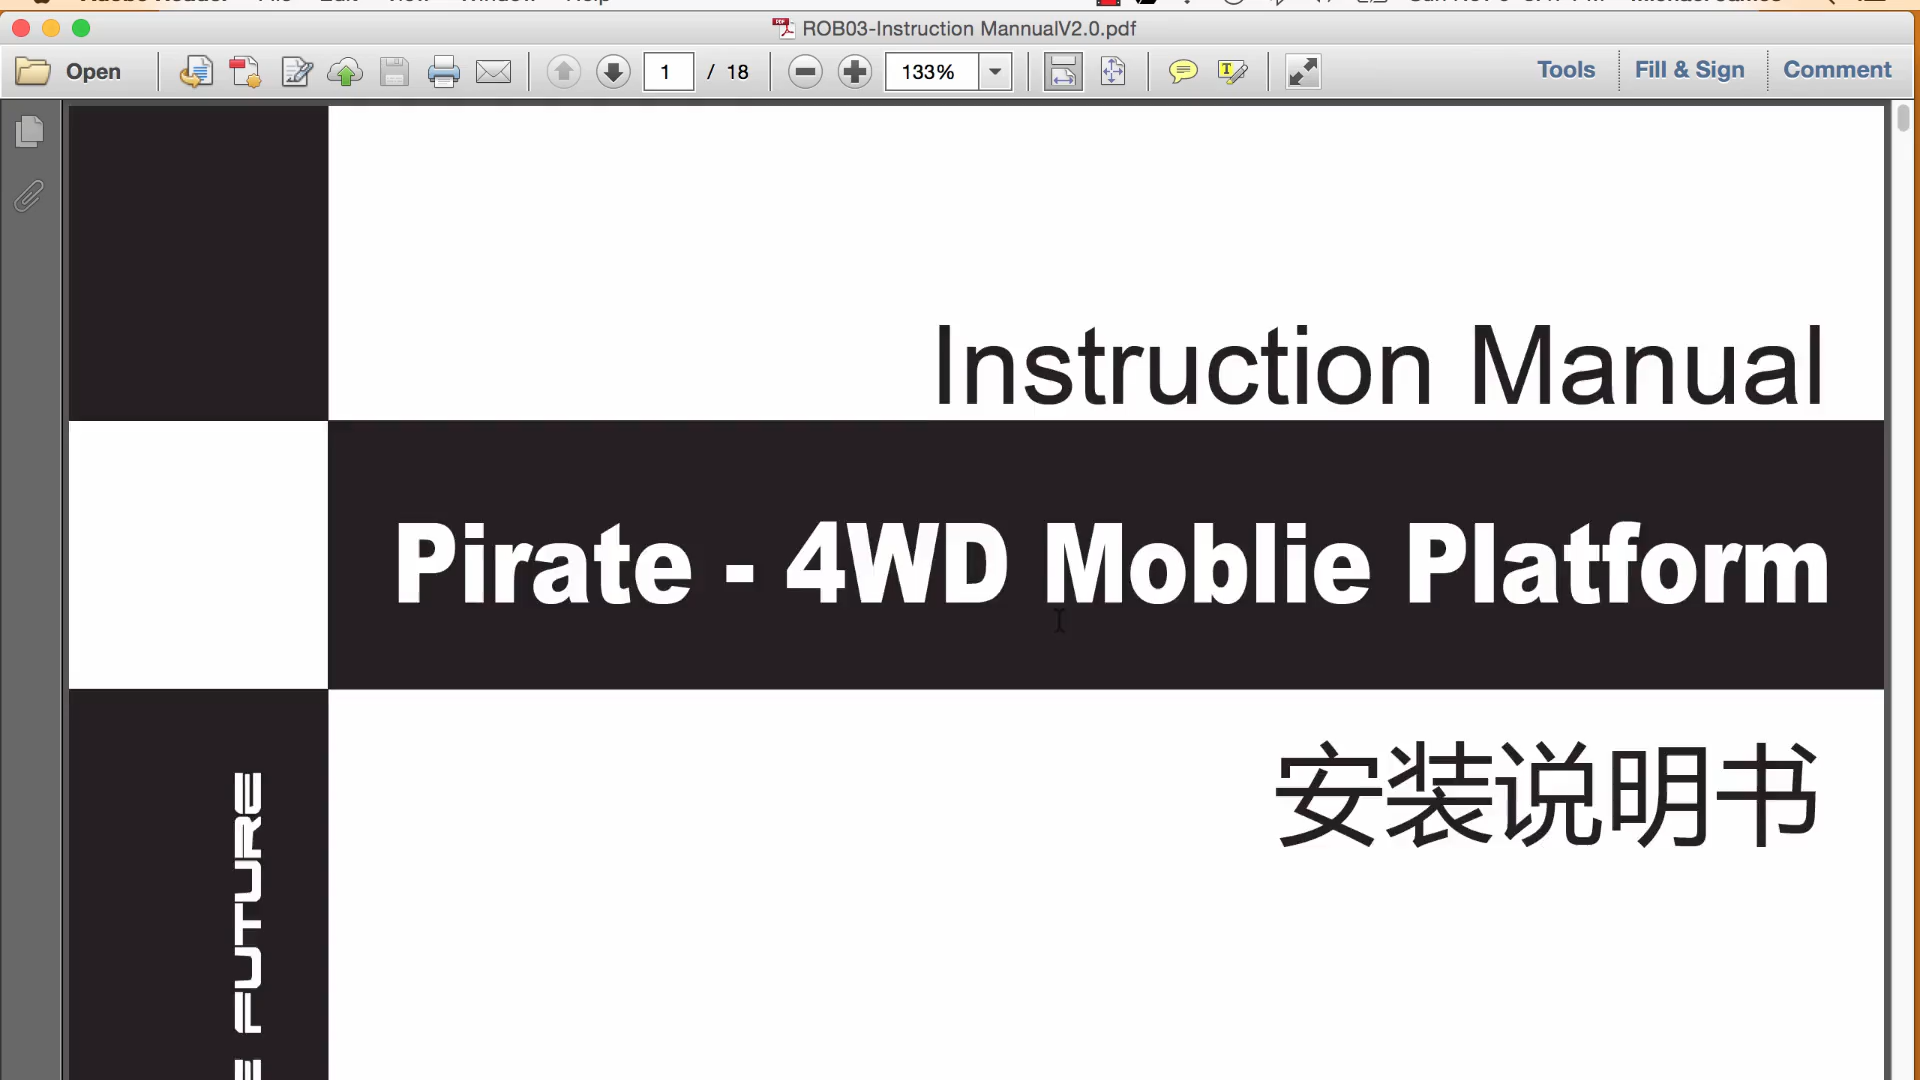 ROB03-Instruction MannualV2.0.pdf
Open
1 / 18
133%
Tools
Fill & Sign
Comment
Instruction Manual
Pirate - 4WD Moblie Platform
安装说明书
FUTURE